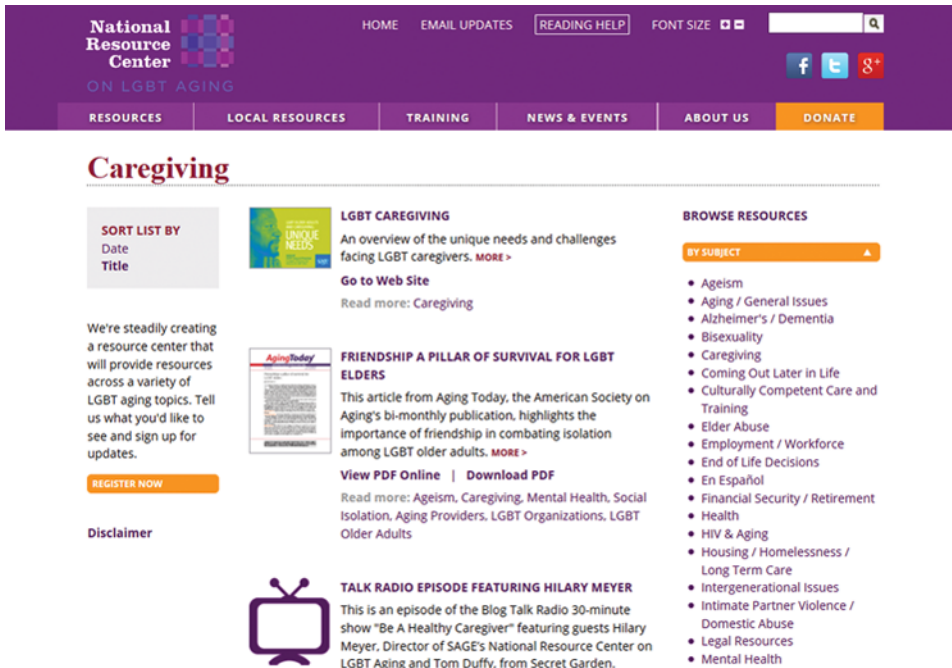 National
Resource
Center
ON LGBT AGING
HOME EMAIL UPDATES READING HELP FONT SIZE
RESOURCES LOCAL RESOURCES TRAINING NEWS & EVENTS ABOUT US DONATE
Caregiving
SORT LIST BY
Date
Title
We're steadily creating
a resource center that
will provide resources
across a variety of
LGBT aging topics. Tell
us what you'd like to
see and sign up for
updates.
REGISTER NOW
Disclaimer
UNIQUE
NEEDS
LGBT CAREGIVING
An overview of the unique needs and challenges
facing LGBT caregivers. MORE >
Go to Web Site
Read more: Caregiving
AgingToday
FRIENDSHIP A PILLAR OF SURVIVAL FOR LGBT
ELDERS
This article from Aging Today, the American Society on
Aging's bi-monthly publication, highlights the
importance of friendship in combating isolation
among LGBT older adults. MORE >
View PDF Online | Download PDF
Read more: Ageism, Caregiving, Mental Health, Social
Isolation, Aging Providers, LGBT Organizations, LGBT
Older Adults
TALK RADIO EPISODE FEATURING HILARY MEYER
This is an episode of the Blog Talk Radio 30-minute
show "Be A Healthy Caregiver" featuring guests Hilary
Meyer, Director of SAGE's National Resource Center on
LGBT Aging and Tom Duffy, from Secret Garden.
BROWSE RESOURCES
BY SUBJECT
Ageism
Aging / General Issues
Alzheimer's / Dementia
Bisexuality
Caregiving
Coming Out Later in Life
Culturally Competent Care and
Training
Elder Abuse
Employment / Workforce
End of Life Decisions
En Español
Financial Security / Retirement
Health
HIV & Aging
Housing / Homelessness /
Long Term Care
Intergenerational Issues
Intimate Partner Violence /
Domestic Abuse
Legal Resources
Mental Health